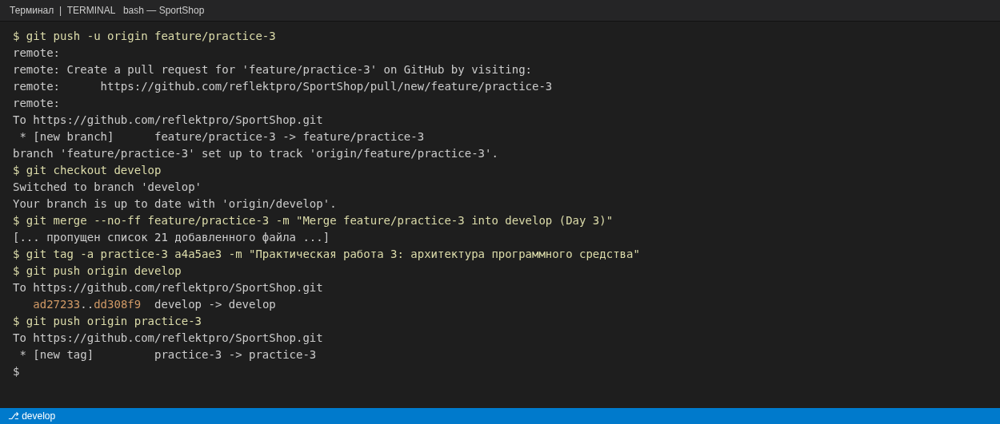 Терминал | TERMINAL bash — SportShop
$ git push -u origin feature/practice-3
remote:
remote: Create a pull request for 'feature/practice-3' on GitHub by visiting:
remote:      https://github.com/reflektpro/SportShop/pull/new/feature/practice-3
remote:
To https://github.com/reflektpro/SportShop.git
 * [new branch]      feature/practice-3 -> feature/practice-3
branch 'feature/practice-3' set up to track 'origin/feature/practice-3'.
$ git checkout develop
Switched to branch 'develop'
Your branch is up to date with 'origin/develop'.
$ git merge --no-ff feature/practice-3 -m "Merge feature/practice-3 into develop (Day 3)"
[... пропущен список 21 добавленного файла ...]
$ git tag -a practice-3 a4a5ae3 -m "Практическая работа 3: архитектура программного средства"
$ git push origin develop
To https://github.com/reflektpro/SportShop.git
   ad27233..dd308f9  develop -> develop
$ git push origin practice-3
To https://github.com/reflektpro/SportShop.git
 * [new tag]         practice-3 -> practice-3
$
⎇ develop